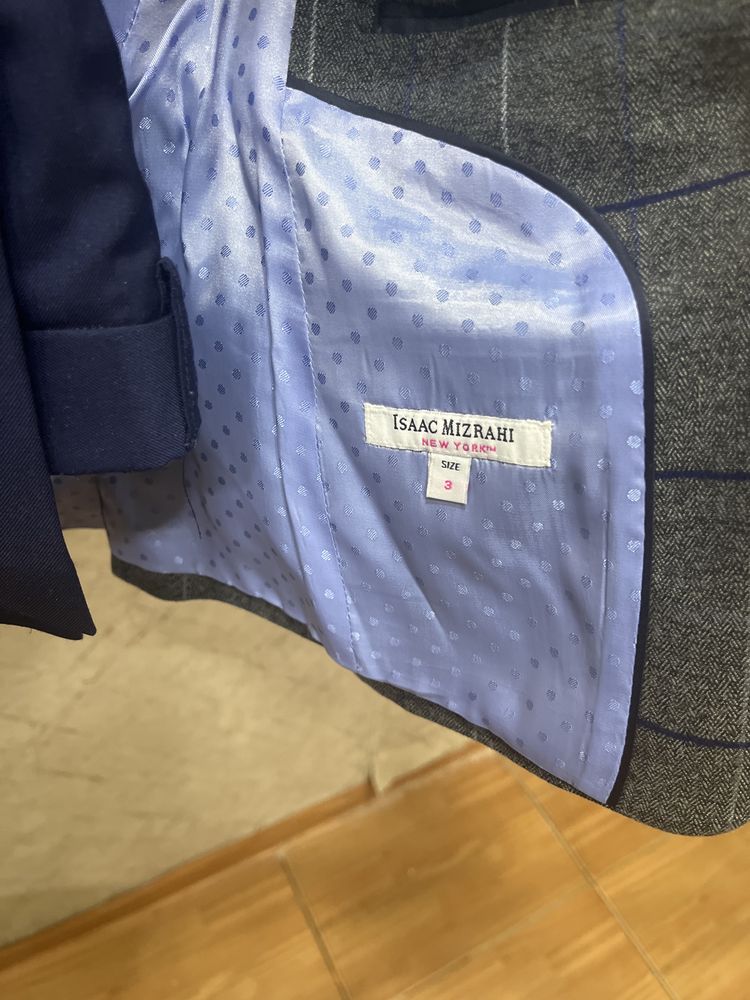 ISAAC MIZRAHI
NEW YORK™
SIZE
3